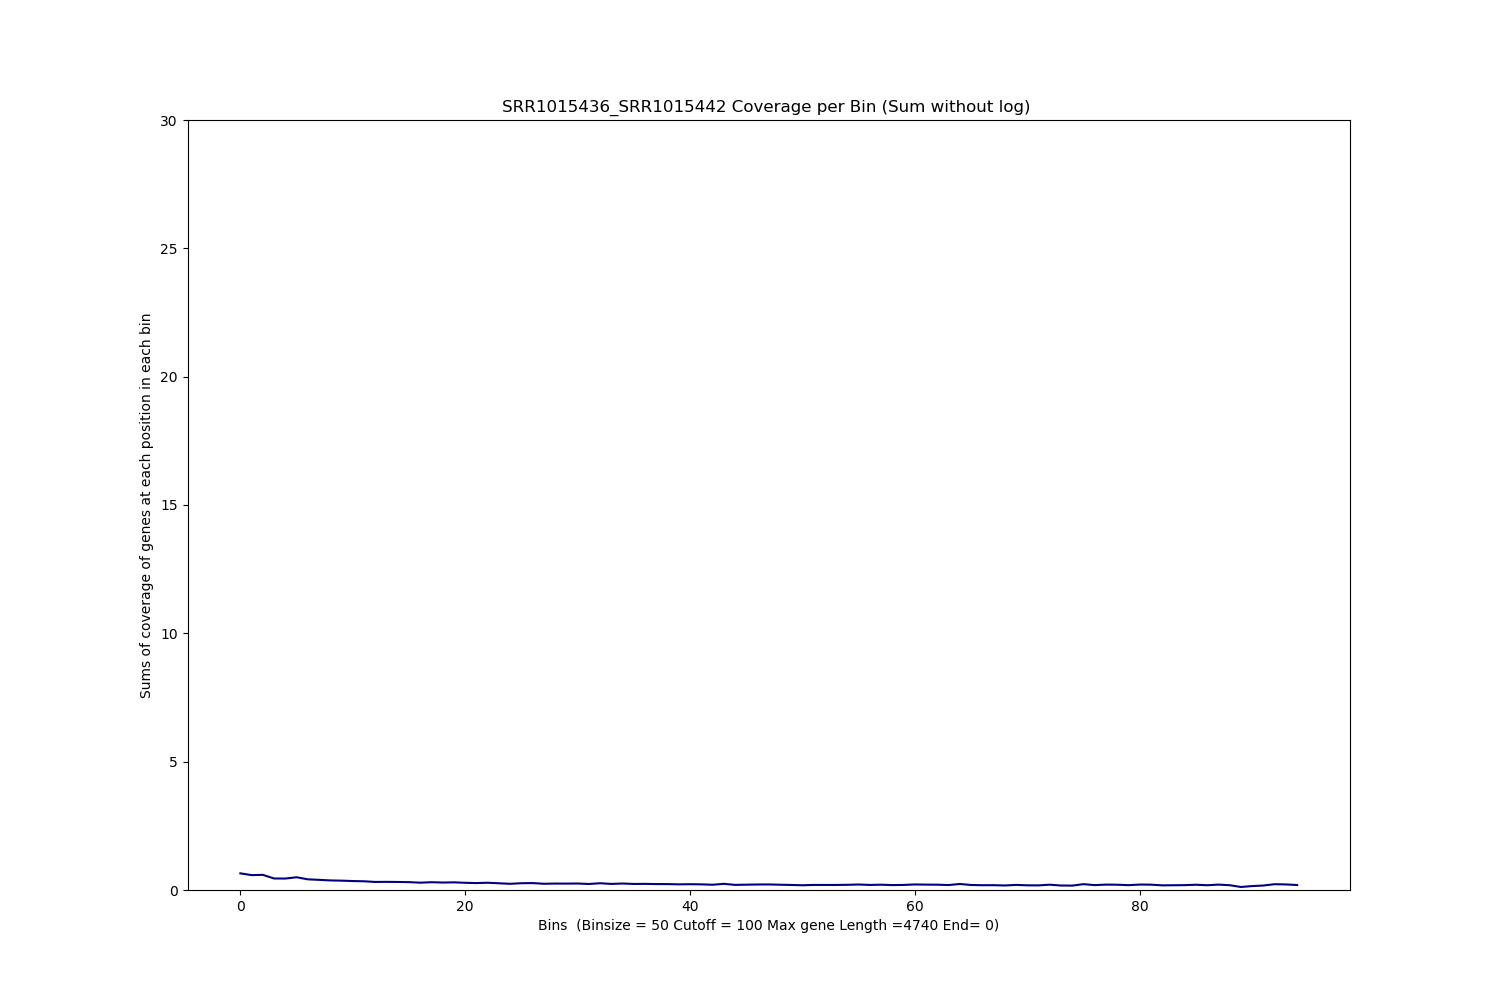 SRR1015436_SRR1015442 Coverage per Bin (Sum without log)
30
25
20
15
10
5
0
Sums of coverage of genes at each position in each bin
0 20 40 60 80
Bins  (Binsize = 50 Cutoff = 100 Max gene Length =4740 End= 0)